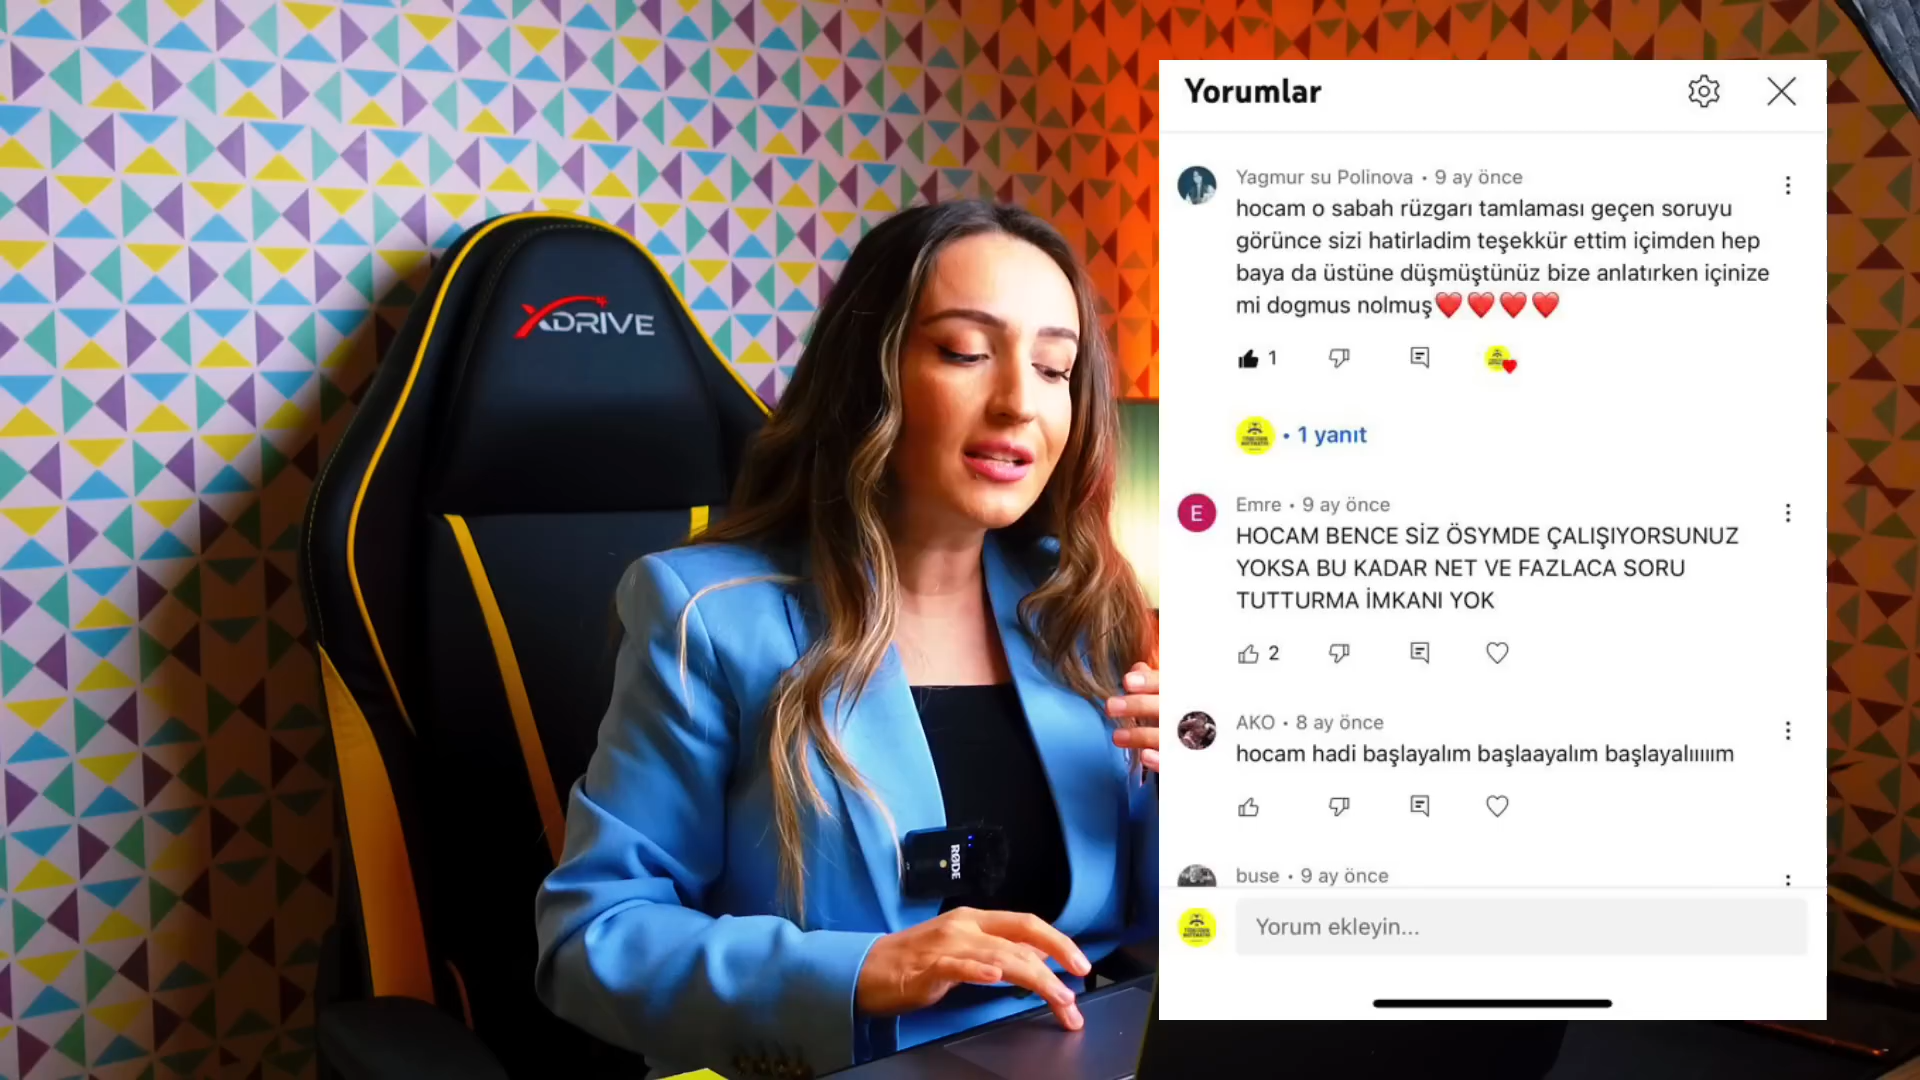 XDRIVE
RØDE
Yorumlar
Yagmur su Polinova • 9 ay önce
hocam o sabah rüzgarı tamlaması geçen soruyu
görünce sizi hatirladim teşekkür ettim içimden hep
baya da üstüne düşmüştünüz bize anlatırken içinize
mi dogmus nolmuş❤️❤️❤️❤️
1
• 1 yanıt
E
Emre • 9 ay önce
HOCAM BENCE SİZ ÖSYMDE ÇALIŞIYORSUNUZ
YOKSA BU KADAR NET VE FAZLACA SORU
TUTTURMA İMKANI YOK
2
AKO • 8 ay önce
hocam hadi başlayalım başlaayalım başlayalıııım
buse • 9 ay önce
Yorum ekleyin...